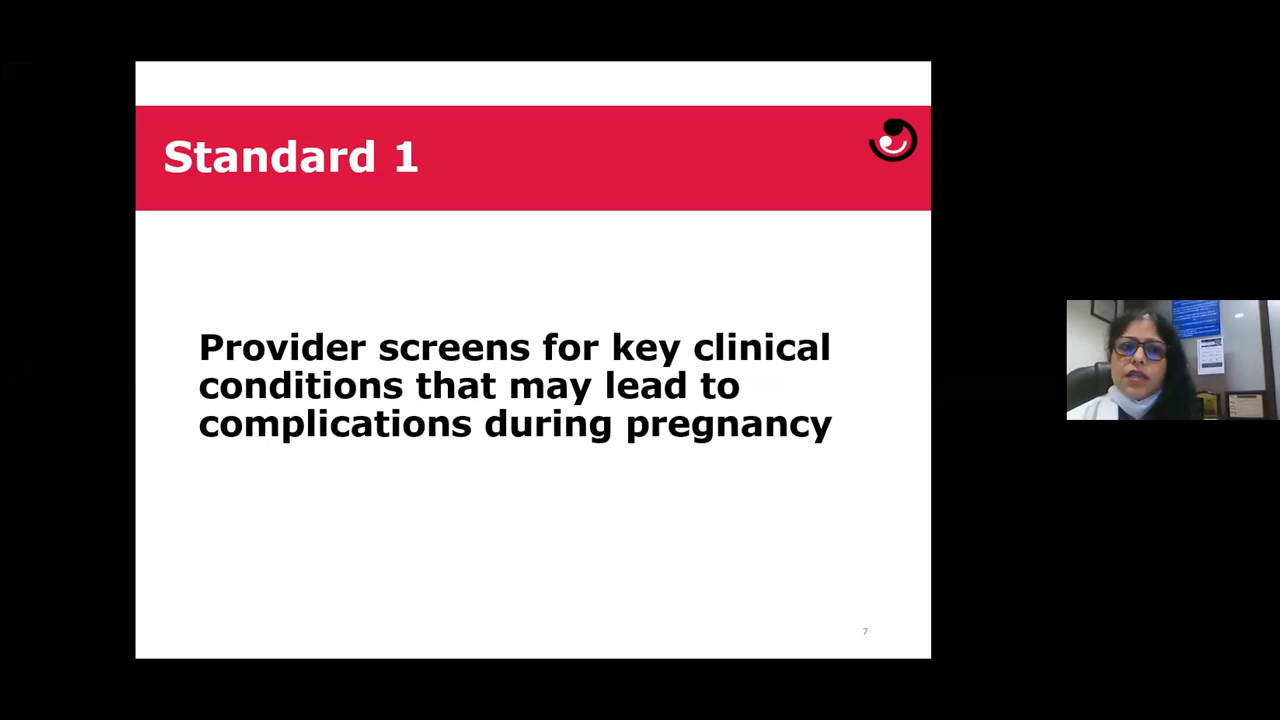 Standard 1
Provider screens for key clinical
conditions that may lead to
complications during pregnancy
7